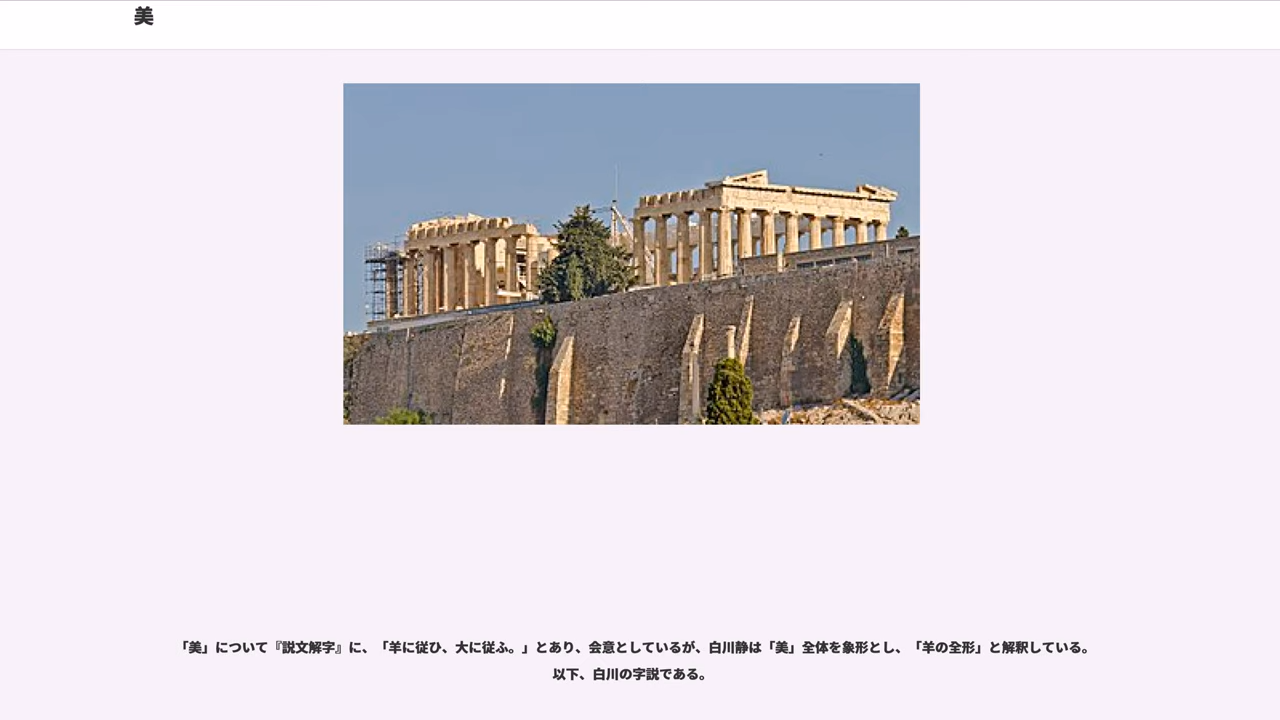 美
「美」について『説文解字』に、「羊に従ひ、大に従ふ。」とあり、会意としているが、白川静は「美」全体を象形とし、「羊の全形」と解釈している。
以下、白川の字説である。